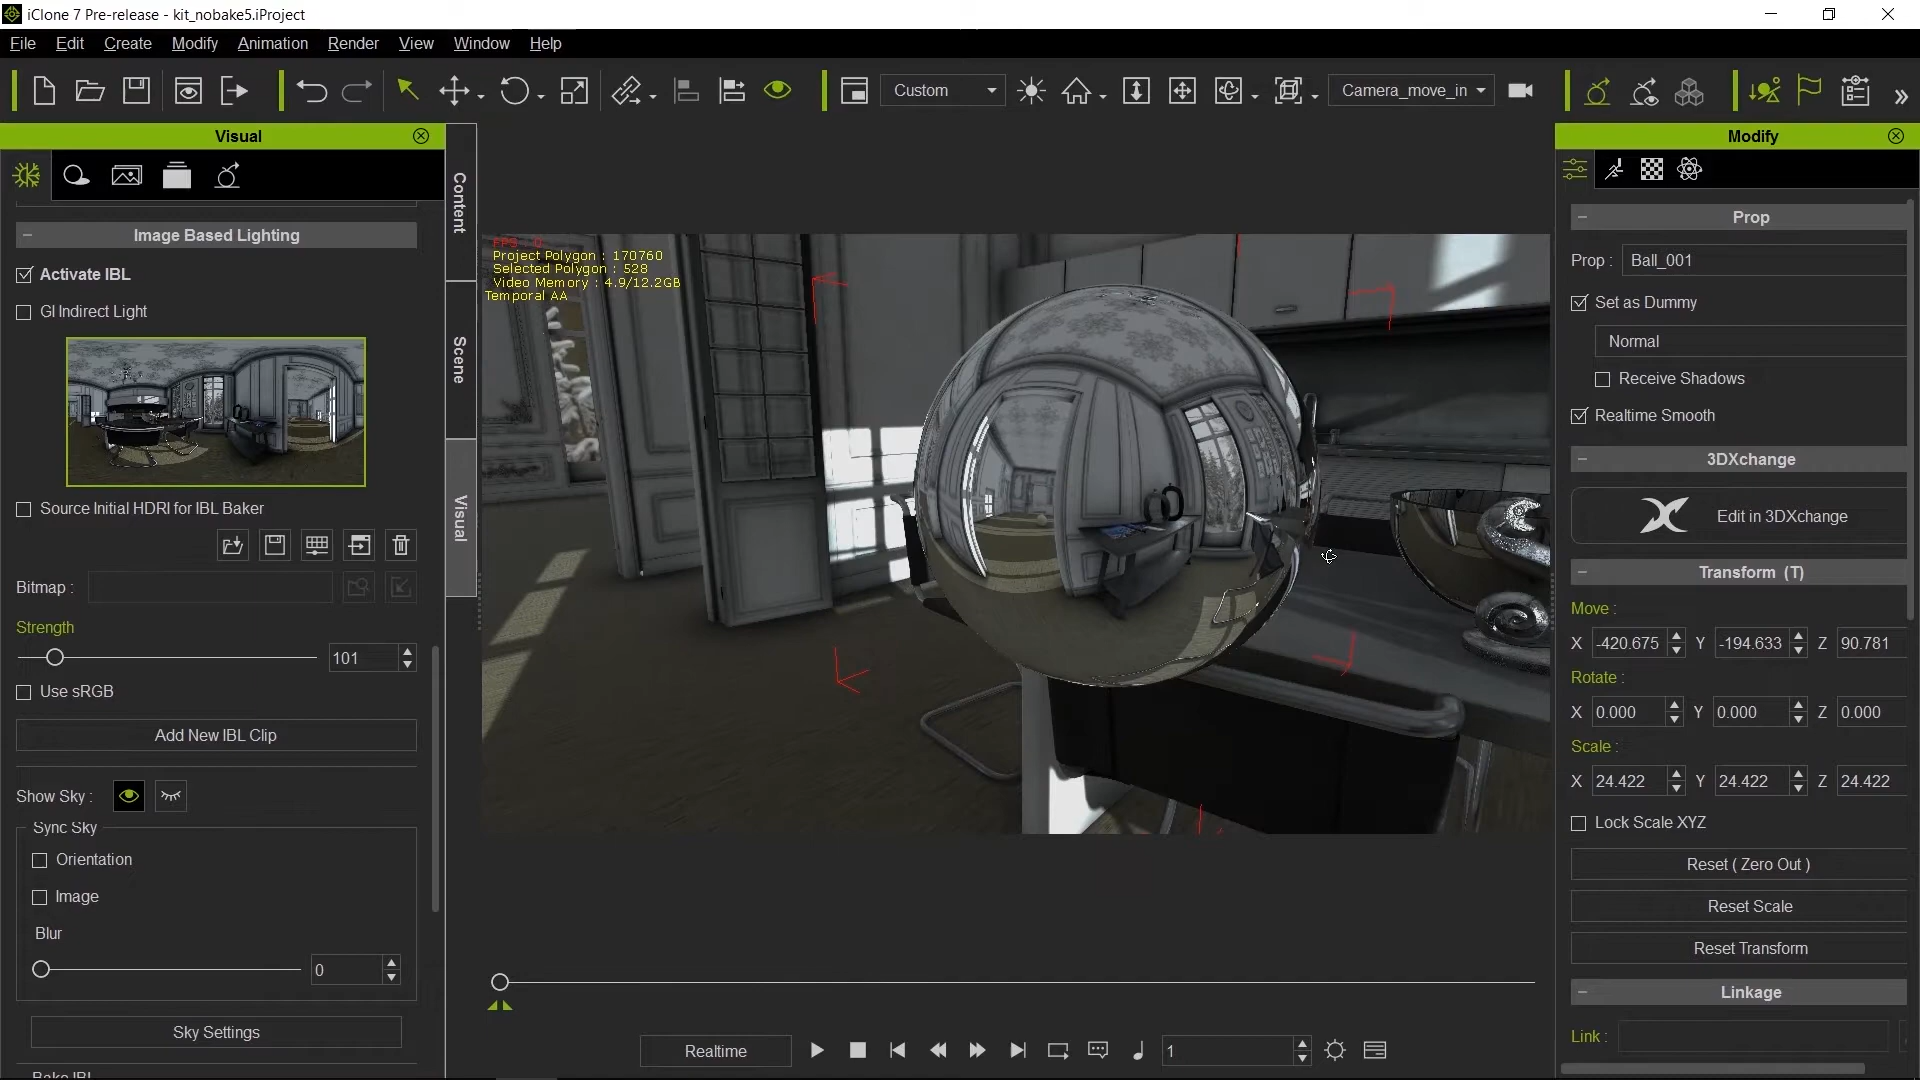 iClone 7 Pre-release - kit_nobake5.iProject
File Edit Create Modify Animation Render View Window Help
Custom Camera_move_in
Visual
Image Based Lighting
Activate IBL
GI Indirect Light
Source Initial HDRI for IBL Baker
Bitmap :
Strength
101
Use sRGB
Add New IBL Clip
Show Sky :
Sync Sky
Orientation
Image
Blur
0
Sky Settings
Bake IBL
Content
Scene
Visual
FPS : 0
Project Polygon : 170760
Selected Polygon : 528
Video Memory : 4.9/12.2GB
Temporal AA
Realtime 1
Modify
Prop
Prop : Ball_001
Set as Dummy
Normal
Receive Shadows
Realtime Smooth
3DXchange
Edit in 3DXchange
Transform (T)
Move :
X -420.675 Y -194.633 Z 90.781
Rotate :
X 0.000 Y 0.000 Z 0.000
Scale :
X 24.422 Y 24.422 Z 24.422
Lock Scale XYZ
Reset ( Zero Out )
Reset Scale
Reset Transform
Linkage
Link :